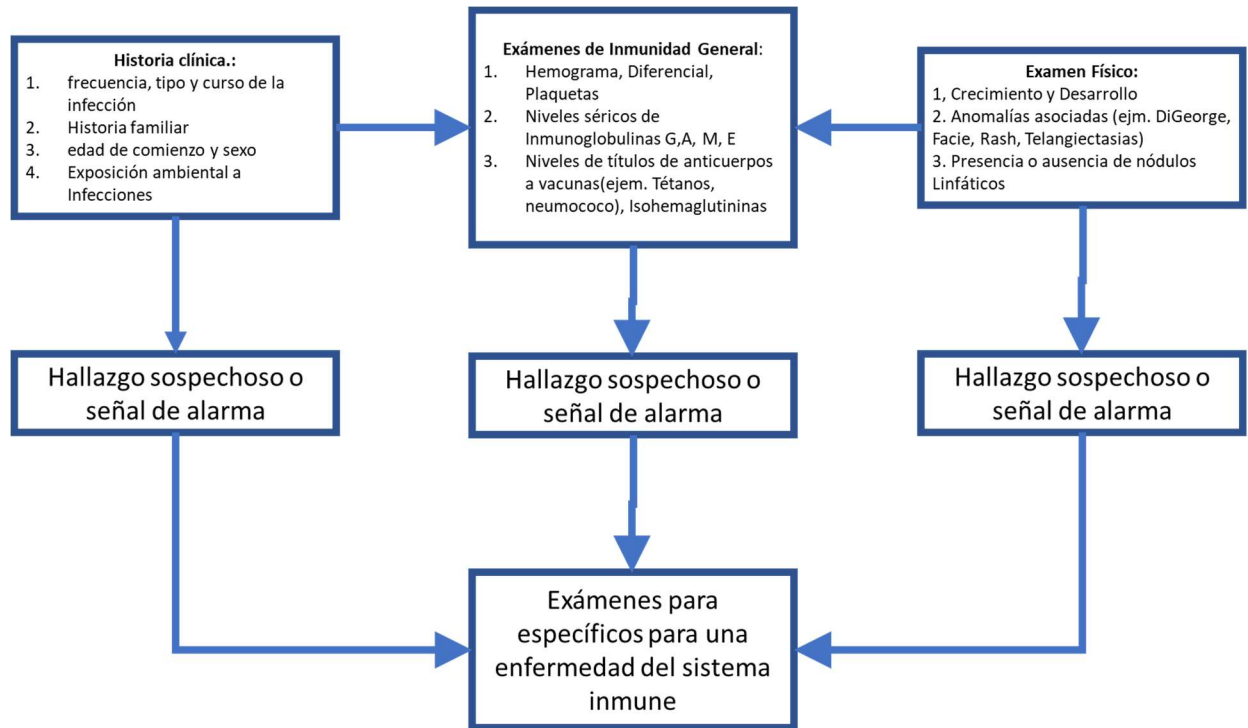 Historia clínica.:
1. frecuencia, tipo y curso de la
infección
2. Historia familiar
3. edad de comienzo y sexo
4. Exposición ambiental a
Infecciones
Exámenes de Inmunidad General:
1. Hemograma, Diferencial,
Plaquetas
2. Niveles séricos de
Inmunoglobulinas G,A, M, E
3. Niveles de títulos de anticuerpos
a vacunas(ejem. Tétanos,
neumococo), Isohemaglutininas
Examen Físico:
1, Crecimiento y Desarrollo
2. Anomalías asociadas (ejm. DiGeorge,
Facie, Rash, Telangiectasias)
3. Presencia o ausencia de nódulos
Linfáticos
Hallazgo sospechoso o
señal de alarma
Hallazgo sospechoso o
señal de alarma
Hallazgo sospechoso o
señal de alarma
Exámenes para
específicos para una
enfermedad del sistema
inmune